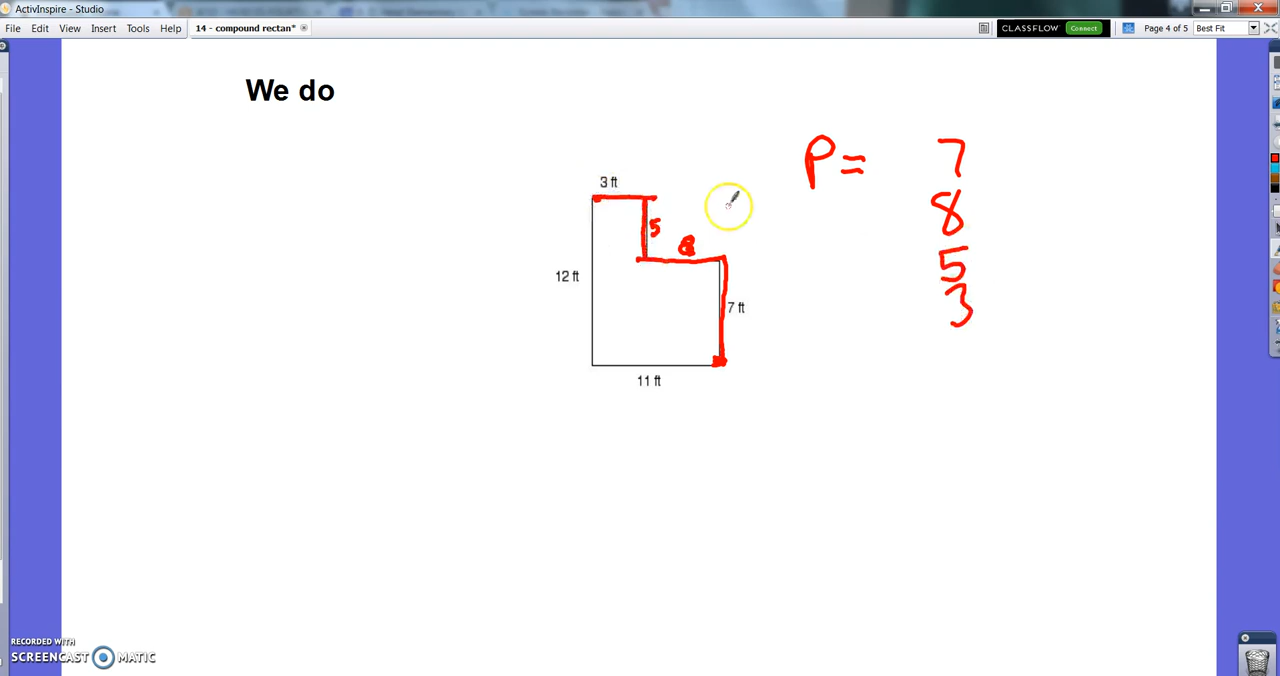 ActivInspire - Studio
File Edit View Insert Tools Help 14 - compound rectan* CLASSFLOW Connect Page 4 of 5 Best Fit
We do
P= 7
8
5
3
3 ft
5
8
12 ft
7 ft
11 ft
RECORDED WITH
SCREENCAST MATIC